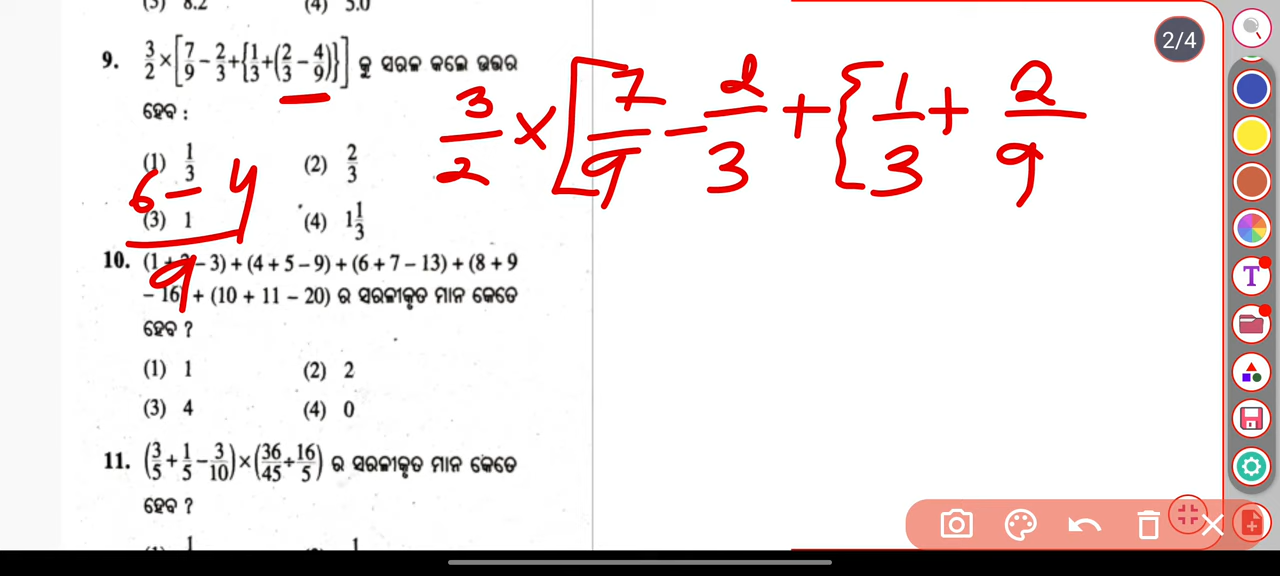 (3) 8.2 (4) 5.0
9. 3/2 × [7/9 − 2/3 + {1/3 + (2/3 − 4/9)}] କୁ ସରଳ କଲେ ଉତ୍ତର
ହେବ :
(1) 1/3 (2) 2/3
(3) 1 (4) 1 1/3
10. (1 + 2 − 3) + (4 + 5 − 9) + (6 + 7 − 13) + (8 + 9
− 16) + (10 + 11 − 20) ର ସରଳୀକୃତ ମାନ କେତେ
ହେବ ?
(1) 1 (2) 2
(3) 4 (4) 0
11. (3/5 + 1/5 − 3/10) × (36/45 + 16/5) ର ସରଳୀକୃତ ମାନ କେତେ
ହେବ ?
6 − 4
9
3/2 × [7/9 − 2/3 + {1/3 + 2/9
2/4
T